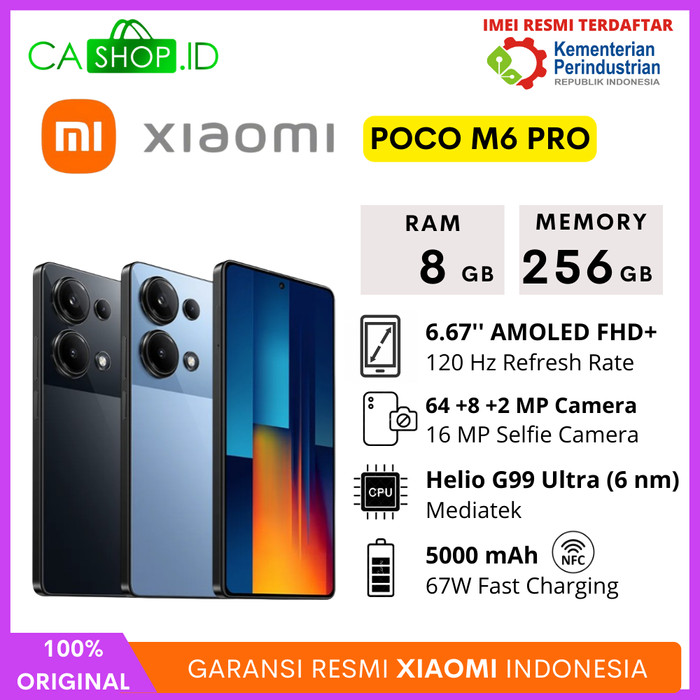 CASHOP.ID
IMEI RESMI TERDAFTAR
Kementerian
Perindustrian
REPUBLIK INDONESIA
mi xiaomi POCO M6 PRO
RAM
8 GB
MEMORY
256 GB
6.67'' AMOLED FHD+
120 Hz Refresh Rate
64 +8 +2 MP Camera
16 MP Selfie Camera
CPU
Helio G99 Ultra (6 nm)
Mediatek
5000 mAh NFC
67W Fast Charging
100%
ORIGINAL
GARANSI RESMI XIAOMI INDONESIA